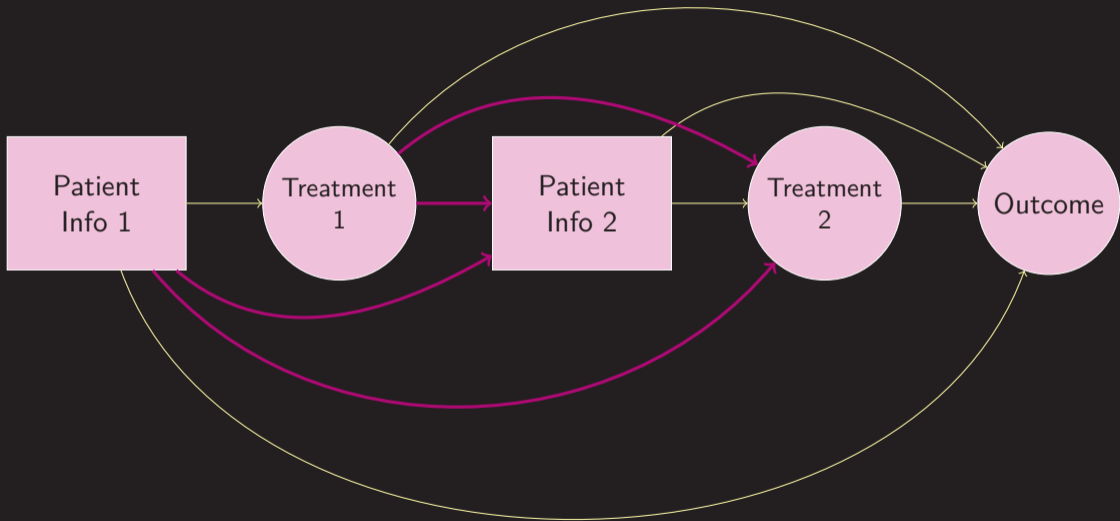 Patient
Info 1
Treatment
1
Patient
Info 2
Treatment
2
Outcome